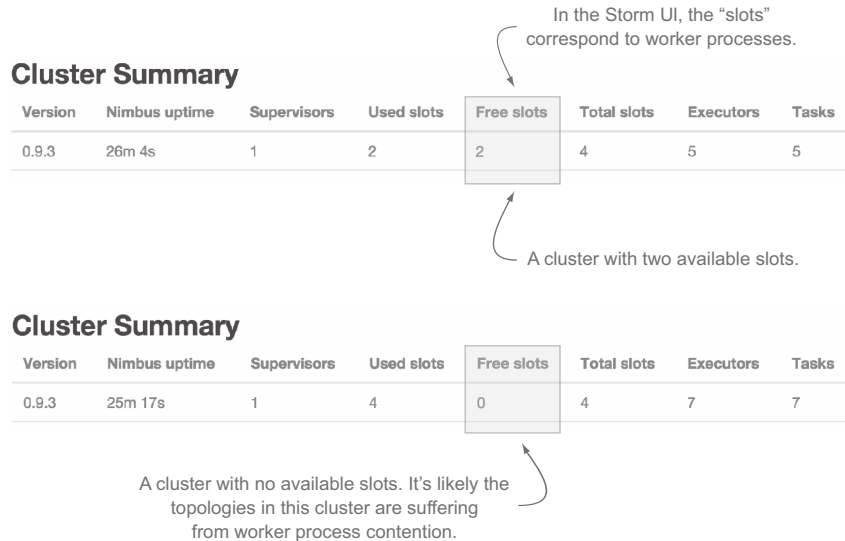 In the Storm UI, the “slots”
correspond to worker processes.
Cluster Summary
Version Nimbus uptime Supervisors Used slots Free slots Total slots Executors Tasks
0.9.3 26m 4s 1 2 2 4 5 5
A cluster with two available slots.
Cluster Summary
Version Nimbus uptime Supervisors Used slots Free slots Total slots Executors Tasks
0.9.3 25m 17s 1 4 0 4 7 7
A cluster with no available slots. It’s likely the
topologies in this cluster are suffering
from worker process contention.